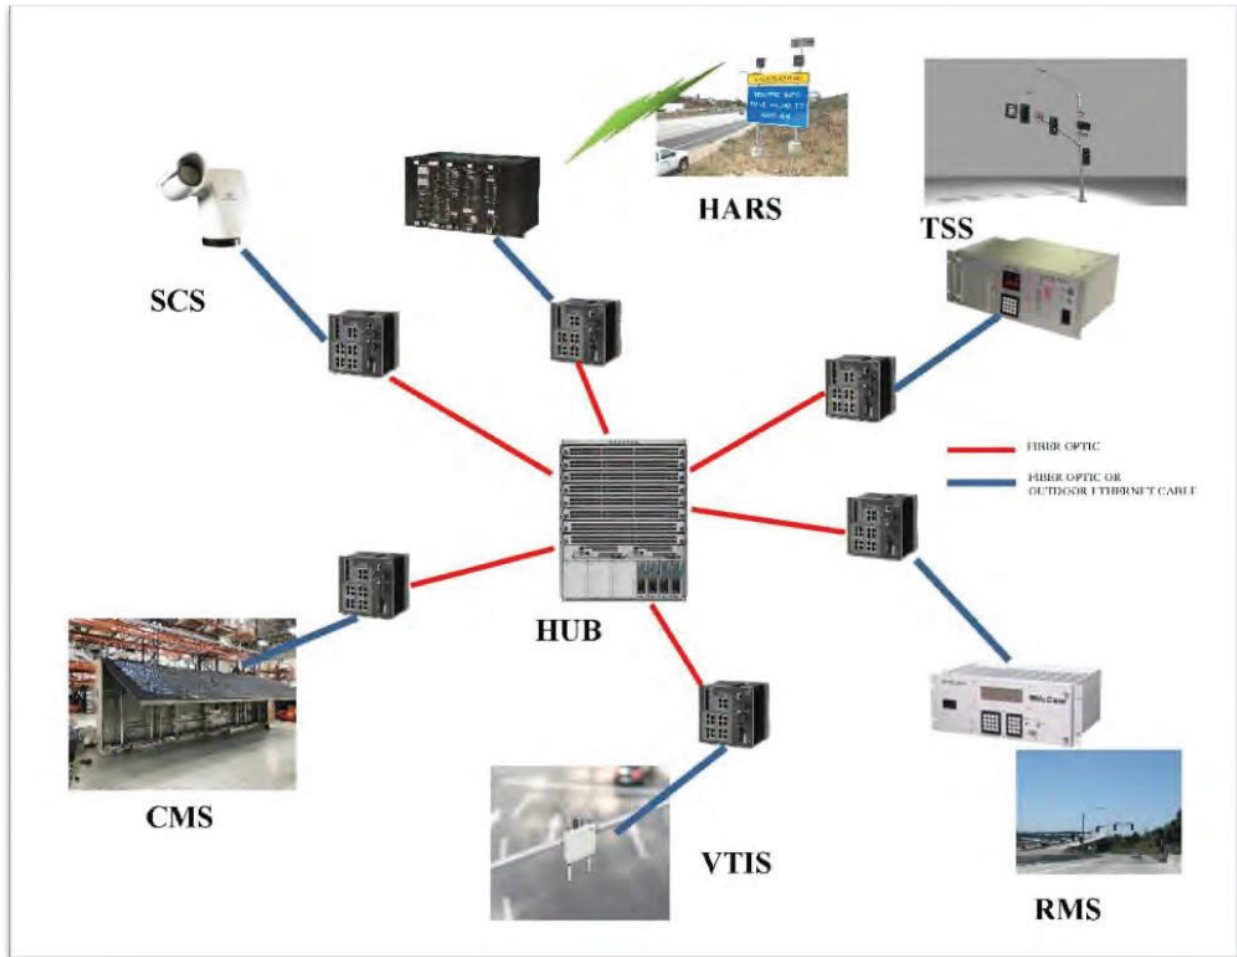 HARS
TSS
SCS
FIBER OPTIC
FIBER OPTIC OR
OUTDOOR ETHERNET CABLE
HUB
CMS
VTIS
RMS